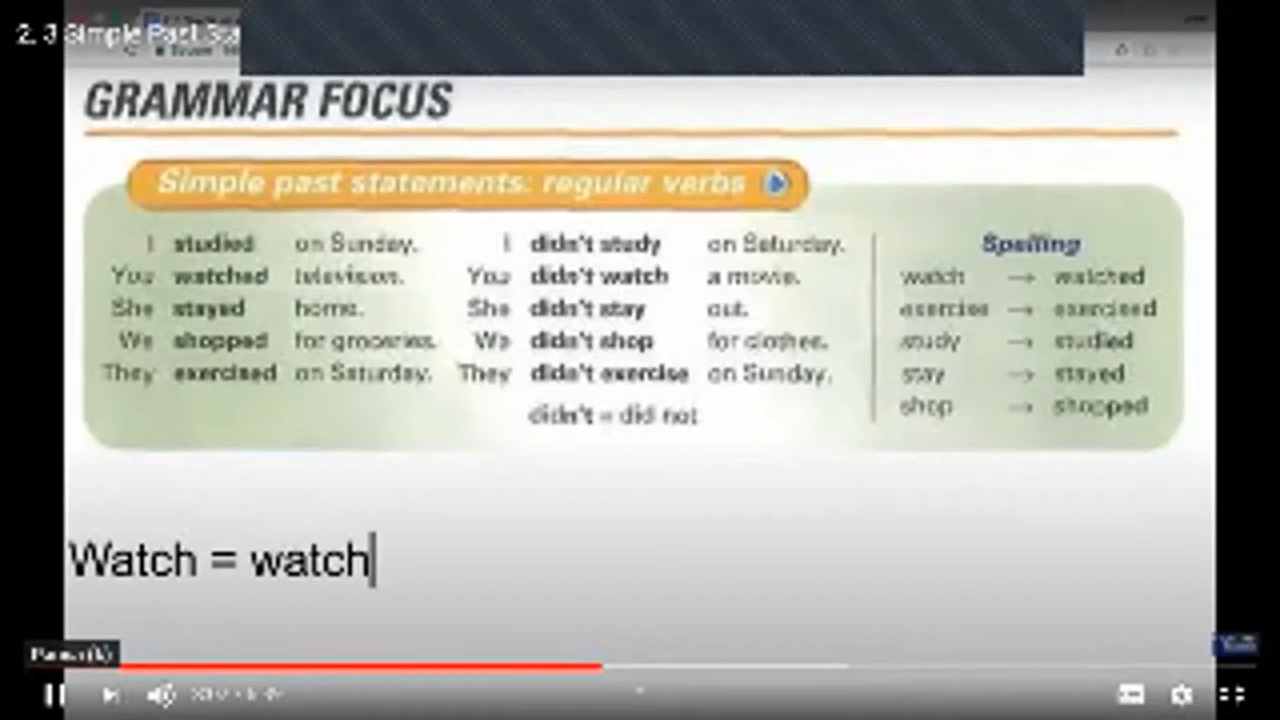 2. 3 Simple Past Sta
GRAMMAR FOCUS
Simple past statements: regular verbs
I studied on Sunday. I didn't study on Saturday.
You watched television. You didn't watch a movie.
She stayed home. She didn't stay out.
We shopped for groceries. We didn't shop for clothes.
They exercised on Saturday. They didn't exercise on Sunday.
didn't = did not
Spelling
watch → watched
exercise → exercised
study → studied
stay → stayed
shop → shopped
Watch = watch
Pausa (k)